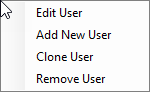 Edit User
Add New User
Clone User
Remove User